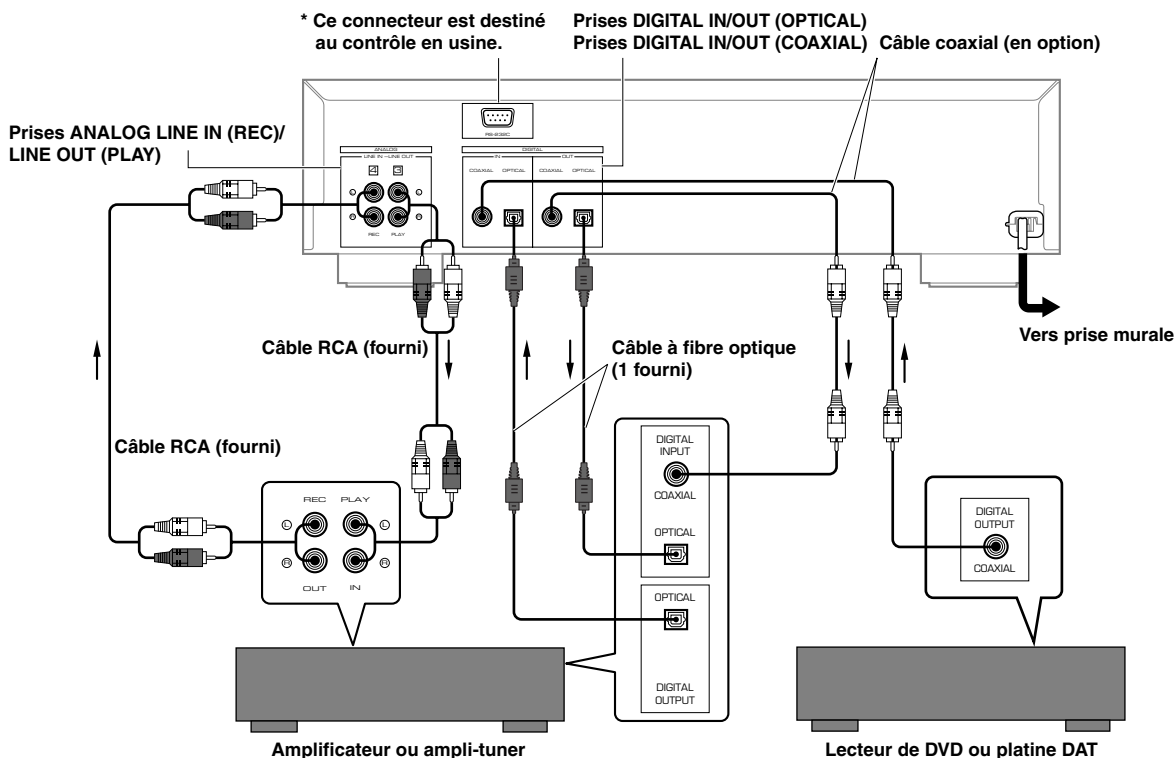 * Ce connecteur est destiné
au contrôle en usine.
Prises DIGITAL IN/OUT (OPTICAL)
Prises DIGITAL IN/OUT (COAXIAL)
Câble coaxial (en option)
Prises ANALOG LINE IN (REC)/
LINE OUT (PLAY)
RS-232C
ANALOG
LINE IN – LINE OUT
4 3
L L
R R
REC PLAY
DIGITAL
IN OUT
COAXIAL OPTICAL COAXIAL OPTICAL
Vers prise murale
Câble RCA (fourni)
Câble à fibre optique
(1 fourni)
Câble RCA (fourni)
REC PLAY
L L
R R
OUT IN
DIGITAL
INPUT
COAXIAL
OPTICAL
OPTICAL
DIGITAL
OUTPUT
DIGITAL
OUTPUT
COAXIAL
Amplificateur ou ampli-tuner
Lecteur de DVD ou platine DAT